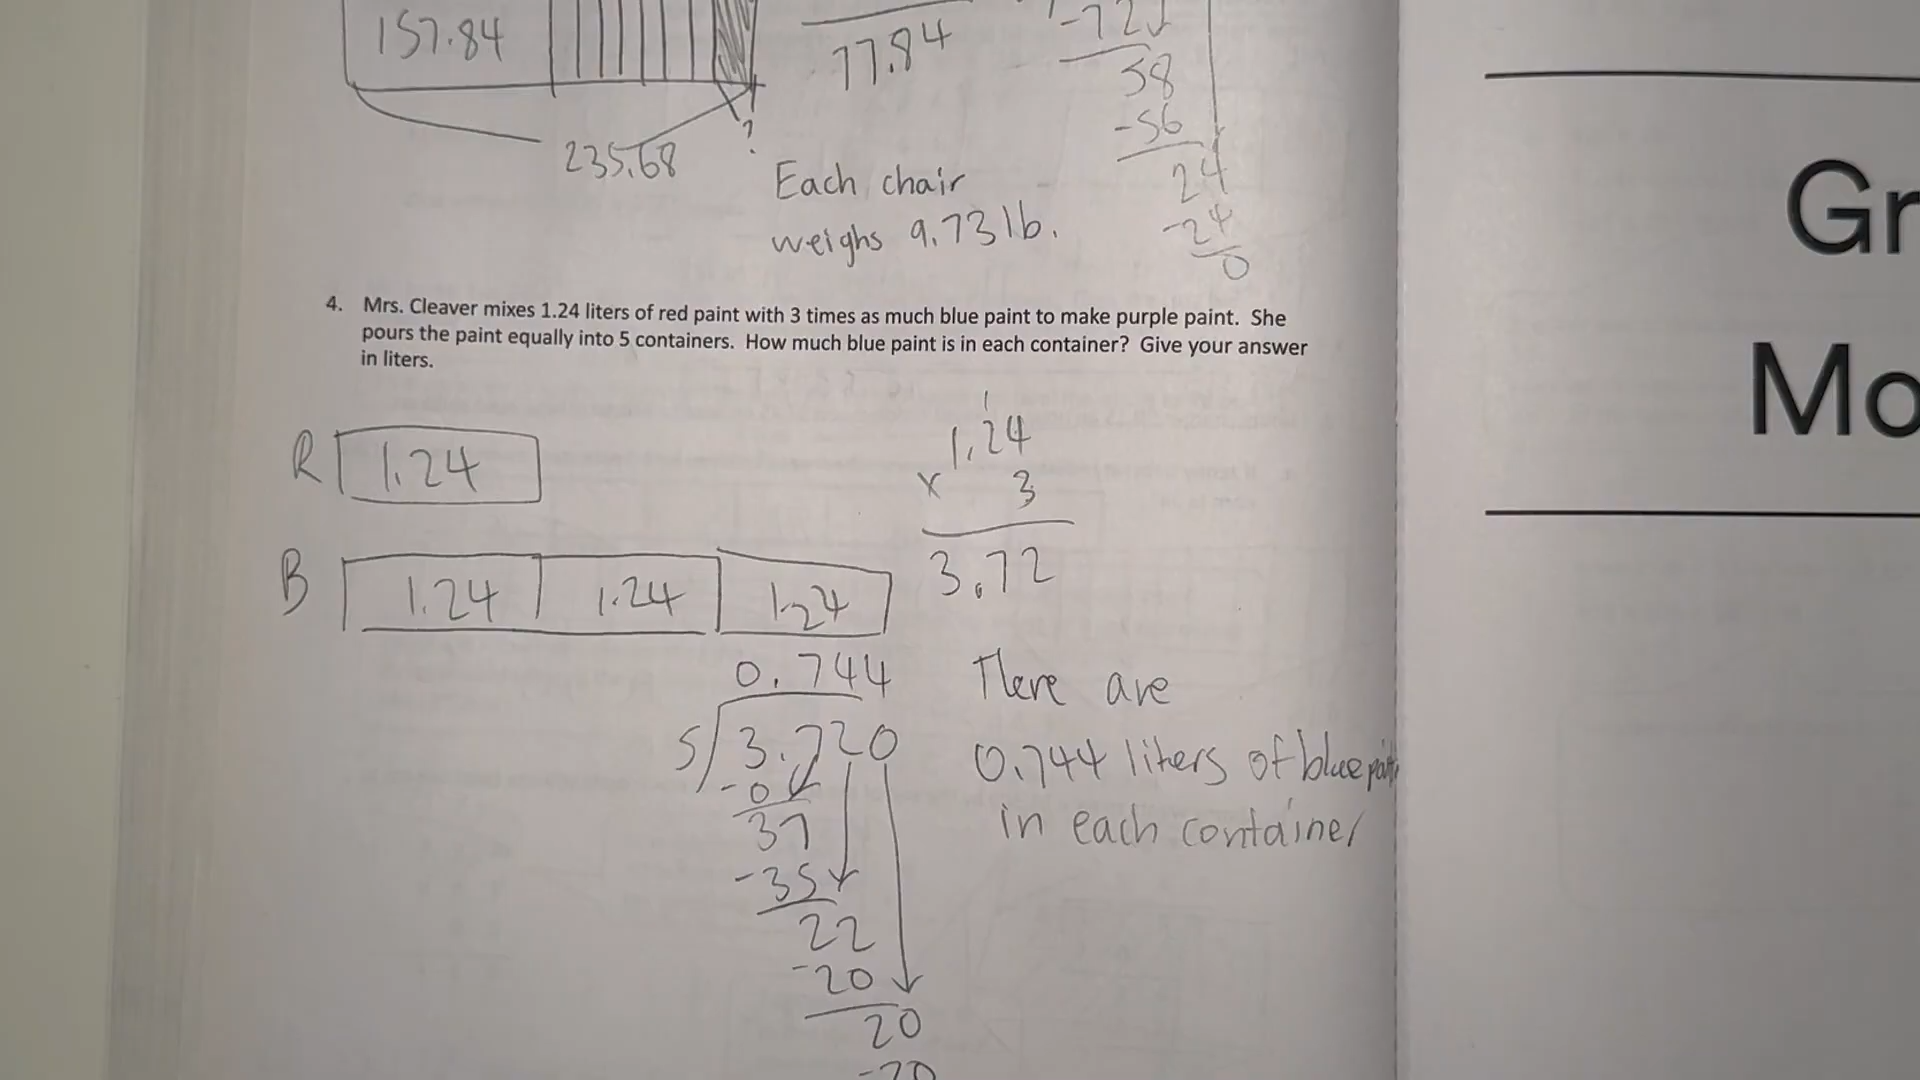 157.84
77.84
-72
58
-56
24
-24
0
235.68
?
Each chair
weighs 9.73 lb.
4. Mrs. Cleaver mixes 1.24 liters of red paint with 3 times as much blue paint to make purple paint. She
pours the paint equally into 5 containers. How much blue paint is in each container? Give your answer
in liters.
R 1.24
1
1.24
x 3
3.72
B 1.24 1.24 1.24
0.744
5 3.720
-0
37
-35
22
-20
20
-20
There are
0.744 liters of blue paint
in each container
Gr
Mo